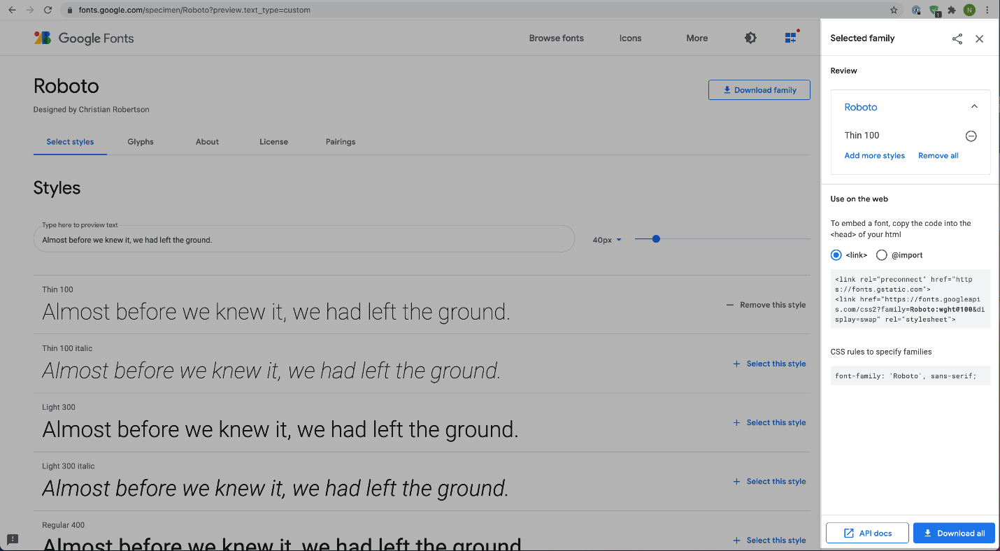 fonts.google.com/specimen/Roboto?preview.text_type=custom
1
N
Google Fonts
Browse fonts
Icons
More
Roboto
Designed by Christian Robertson
Download family
Select styles
Glyphs
About
License
Pairings
Styles
Type here to preview text
Almost before we knew it, we had left the ground.
40px
Thin 100
Almost before we knew it, we had left the ground.
Remove this style
Thin 100 italic
Almost before we knew it, we had left the ground.
Select this style
Light 300
Almost before we knew it, we had left the ground.
Select this style
Light 300 italic
Almost before we knew it, we had left the ground.
Select this style
Regular 400
Almost before we knew it, we had left the ground.
Select this style
Selected family
Review
Roboto
Thin 100
Add more styles
Remove all
Use on the web
To embed a font, copy the code into the
<head> of your html
<link>
@import
<link rel="preconnect" href="http
s://fonts.gstatic.com">
<link href="https://fonts.googleapi
s.com/css2?family=Roboto:wght@100&di
splay=swap" rel="stylesheet">
CSS rules to specify families
font-family: 'Roboto', sans-serif;
API docs
Download all